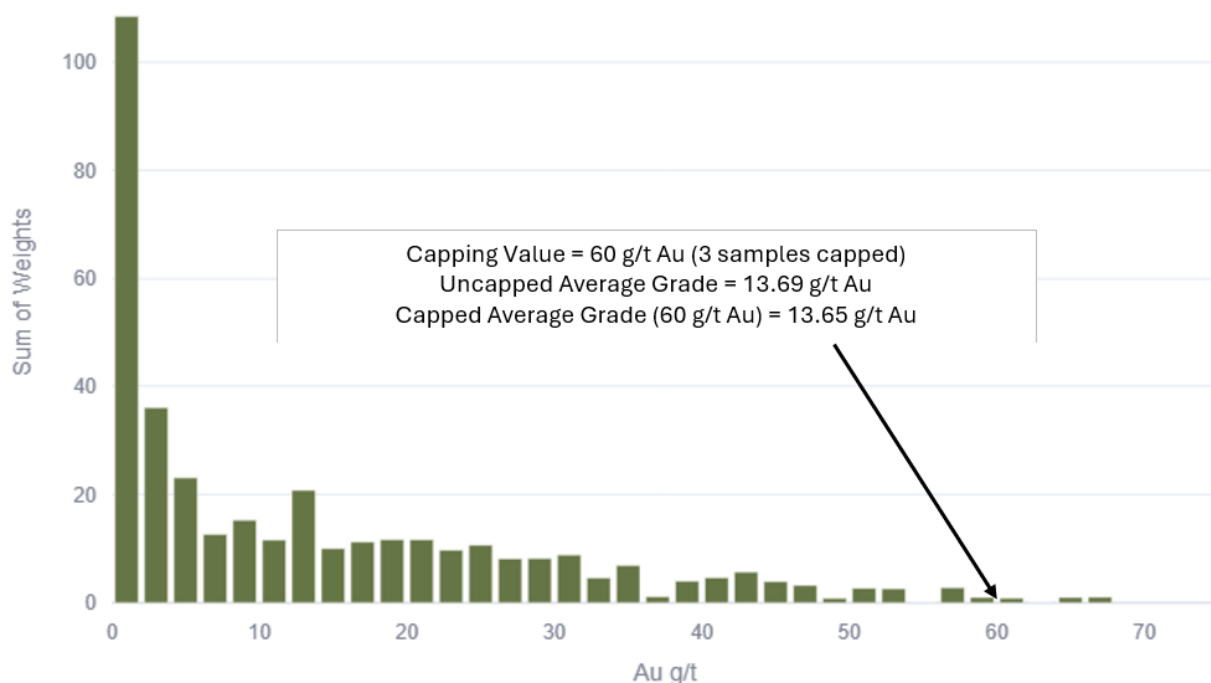 100
80
60
40
20
0
Sum of Weights
Capping Value = 60 g/t Au (3 samples capped)
Uncapped Average Grade = 13.69 g/t Au
Capped Average Grade (60 g/t Au) = 13.65 g/t Au
0 10 20 30 40 50 60 70
Au g/t